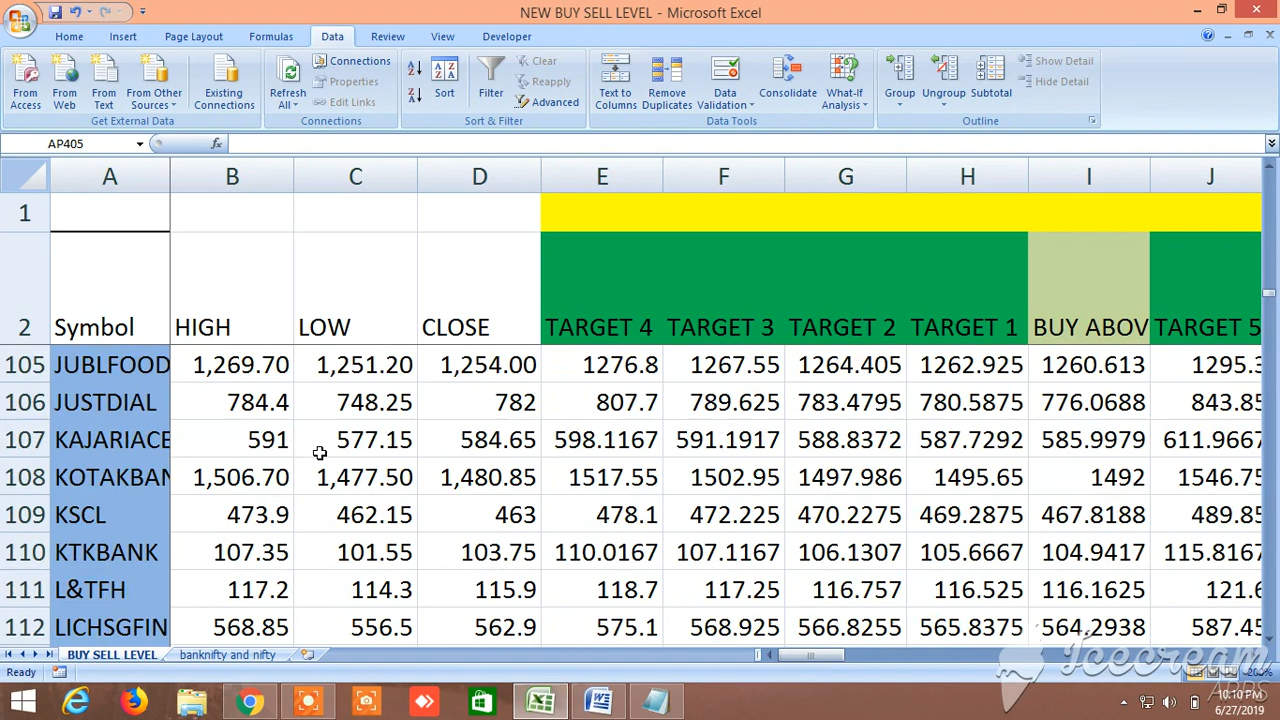 NEW BUY SELL LEVEL - Microsoft Excel
Home Insert Page Layout Formulas Data Review View Developer
From Access From Web From Text From Other Sources Existing Connections Refresh All Connections Properties Edit Links Sort Filter Clear Reapply Advanced Text to Columns Remove Duplicates Data Validation Consolidate What-If Analysis Group Ungroup Subtotal Show Detail Hide Detail
Get External Data Connections Sort & Filter Data Tools Outline
AP405 fx
A B C D E F G H I J
1
2 Symbol HIGH LOW CLOSE TARGET 4 TARGET 3 TARGET 2 TARGET 1 BUY ABOV TARGET 5
105 JUBLFOOD 1,269.70 1,251.20 1,254.00 1276.8 1267.55 1264.405 1262.925 1260.613 1295.3
106 JUSTDIAL 784.4 748.25 782 807.7 789.625 783.4795 780.5875 776.0688 843.85
107 KAJARIACE 591 577.15 584.65 598.1167 591.1917 588.8372 587.7292 585.9979 611.9667
108 KOTAKBAN 1,506.70 1,477.50 1,480.85 1517.55 1502.95 1497.986 1495.65 1492 1546.75
109 KSCL 473.9 462.15 463 478.1 472.225 470.2275 469.2875 467.8188 489.85
110 KTKBANK 107.35 101.55 103.75 110.0167 107.1167 106.1307 105.6667 104.9417 115.8167
111 L&TFH 117.2 114.3 115.9 118.7 117.25 116.757 116.525 116.1625 121.6
112 LICHSGFIN 568.85 556.5 562.9 575.1 568.925 566.8255 565.8375 564.2938 587.45
BUY SELL LEVEL banknifty and nifty
Ready 200%
Icecream
APPS
10:10 PM
6/27/2019